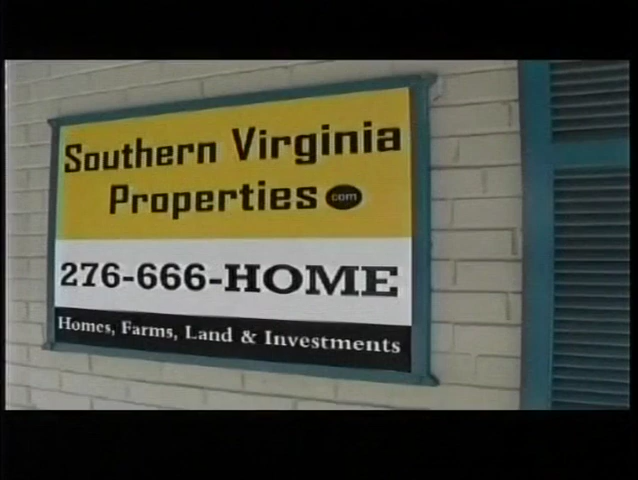 Southern Virginia
Properties com
276-666-HOME
Homes, Farms, Land & Investments